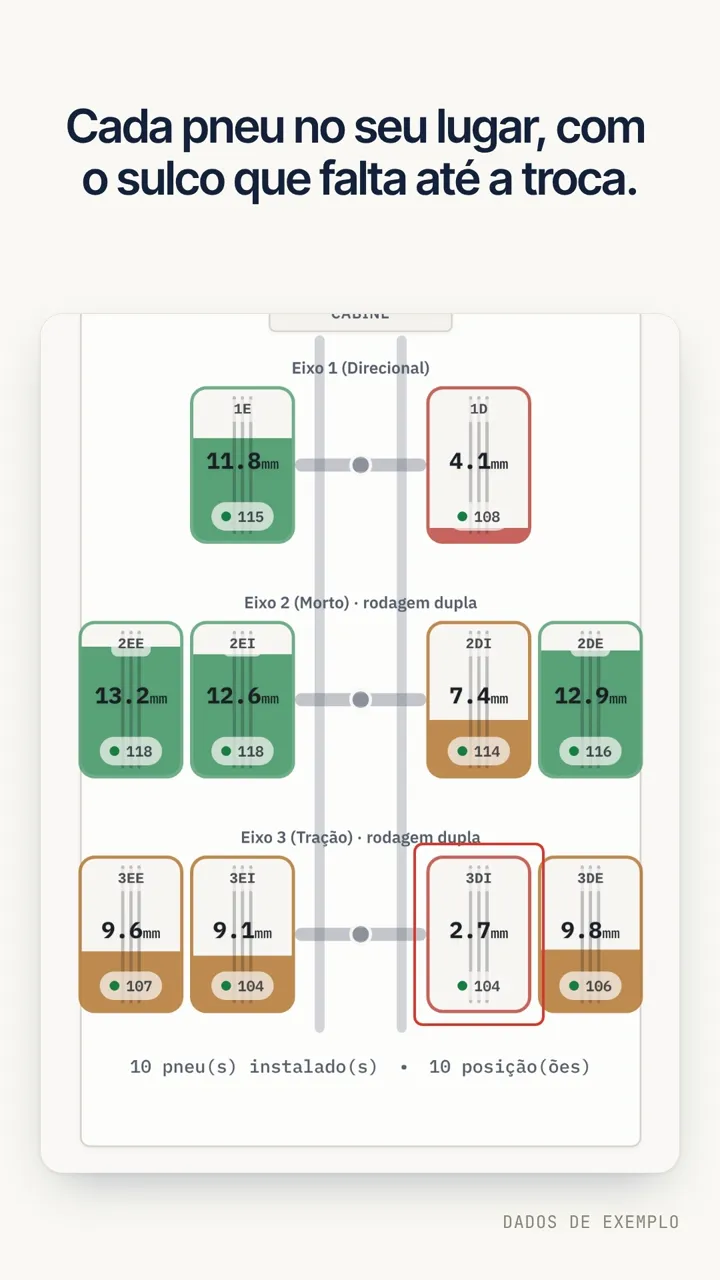 Cada pneu no seu lugar, com
o sulco que falta até a troca.
CABINE
Eixo 1 (Direcional)
1E 1D
11.8mm 4.1mm
115 108
Eixo 2 (Morto) · rodagem dupla
2EE 2EI 2DI 2DE
13.2mm 12.6mm 7.4mm 12.9mm
118 118 114 116
Eixo 3 (Tração) · rodagem dupla
3EE 3EI 3DI 3DE
9.6mm 9.1mm 2.7mm 9.8mm
107 104 104 106
10 pneu(s) instalado(s) • 10 posição(ões)
DADOS DE EXEMPLO